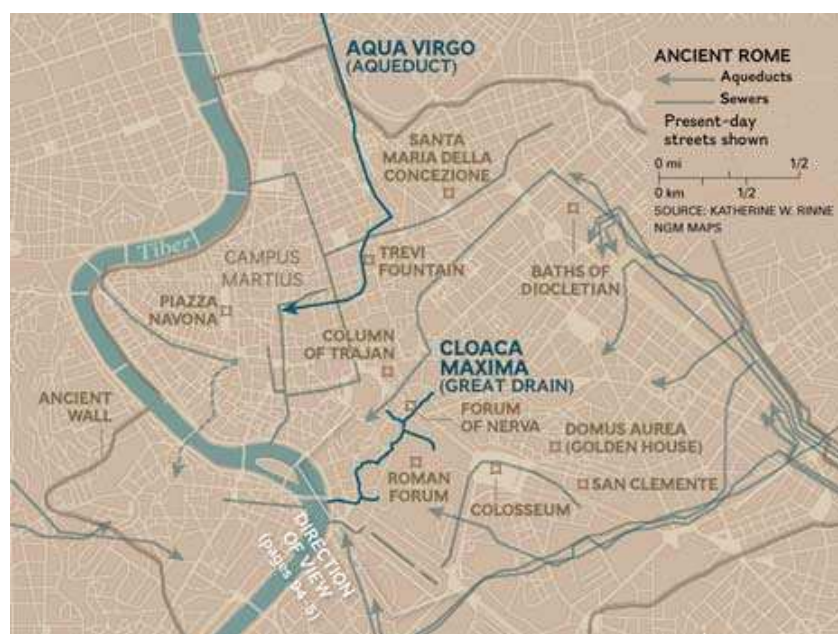 AQUA VIRGO
(AQUEDUCT)
ANCIENT ROME
Aqueducts
Sewers
Present-day
streets shown
0 mi 1/2
0 km 1/2
SOURCE: KATHERINE W. RINNE
NGM MAPS
SANTA
MARIA DELLA
CONCEZIONE
Tiber
CAMPUS
MARTIUS
TREVI
FOUNTAIN
BATHS OF
DIOCLETIAN
PIAZZA
NAVONA
COLUMN
OF TRAJAN
CLOACA
MAXIMA
(GREAT DRAIN)
ANCIENT
WALL
FORUM
OF NERVA
DOMUS AUREA
(GOLDEN HOUSE)
ROMAN
FORUM
COLOSSEUM
SAN CLEMENTE
DIRECTION
OF VIEW
(pages 94-5)